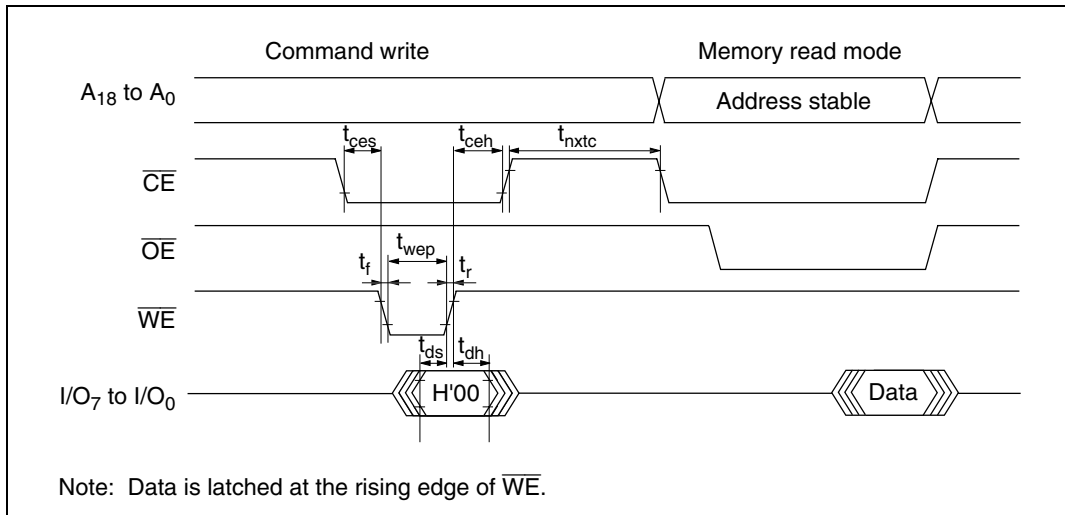 Command write
Memory read mode
A18 to A0
Address stable
tces
tceh
tnxtc
CE
OE
twep
tf
tr
WE
tds
tdh
I/O7 to I/O0
H'00
Data
Note: Data is latched at the rising edge of WE.